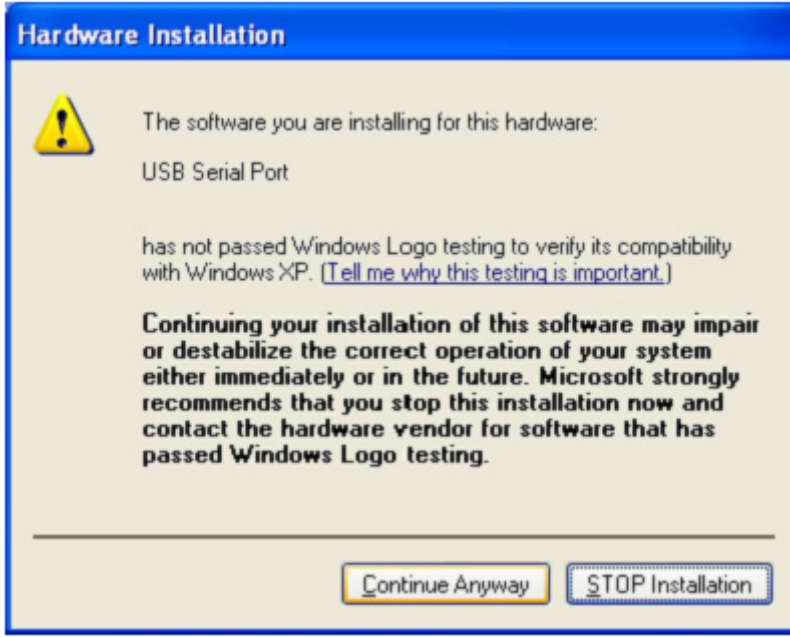 Hardware Installation
The software you are installing for this hardware:
USB Serial Port
has not passed Windows Logo testing to verify its compatibility
with Windows XP. (Tell me why this testing is important.)
Continuing your installation of this software may impair
or destabilize the correct operation of your system
either immediately or in the future. Microsoft strongly
recommends that you stop this installation now and
contact the hardware vendor for software that has
passed Windows Logo testing.
Continue Anyway
STOP Installation